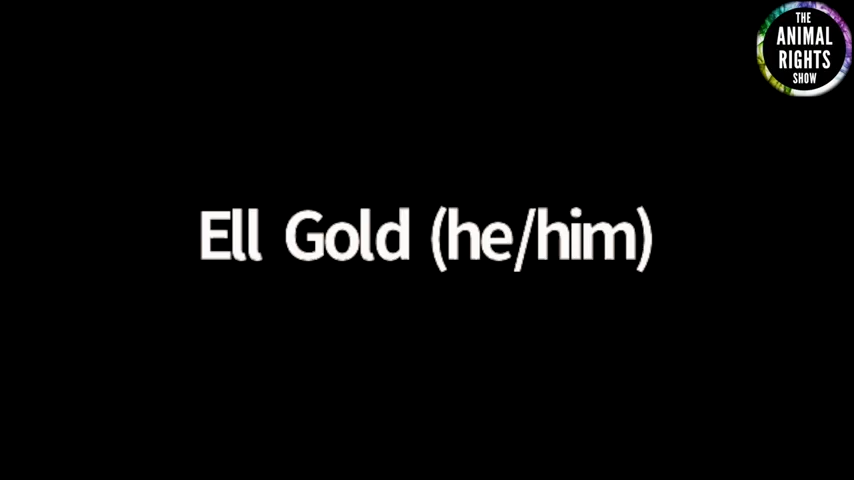 THE
ANIMAL
RIGHTS
SHOW
Ell Gold (he/him)